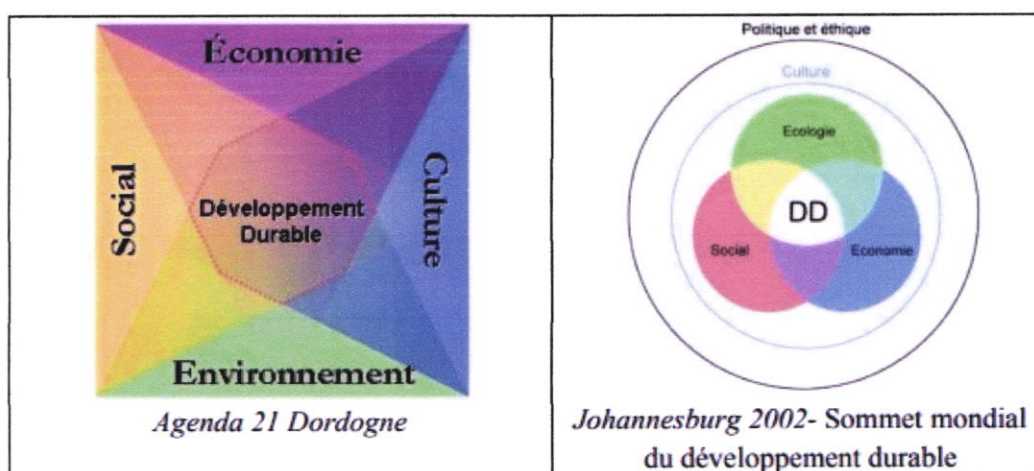 Économie
Social
Culture
Développement
Durable
Environnement
Agenda 21 Dordogne
Politique et éthique
Culture
Ecologie
DD
Social
Economie
Johannesburg 2002- Sommet mondial
du développement durable